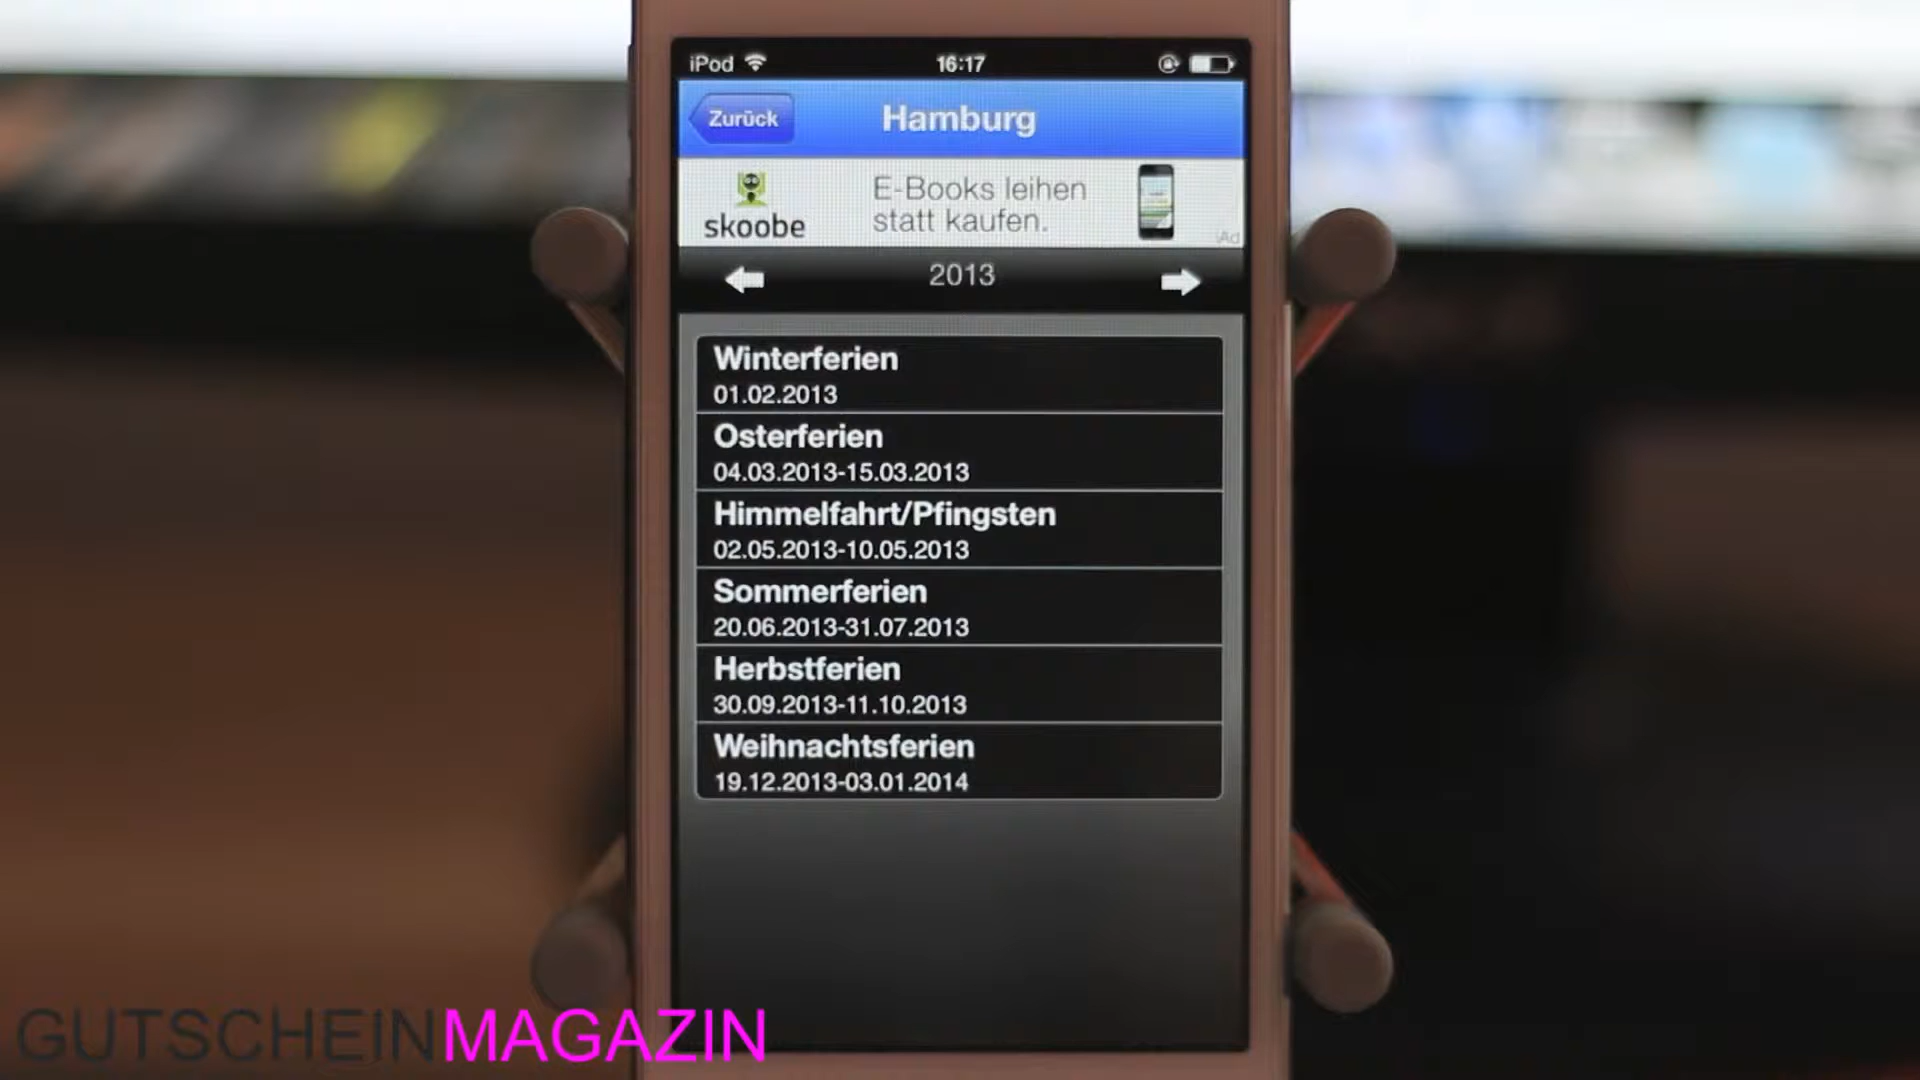 iPod
16:17
Zurück
Hamburg
skoobe
E-Books leihen
statt kaufen.
iAd
2013
Winterferien
01.02.2013
Osterferien
04.03.2013-15.03.2013
Himmelfahrt/Pfingsten
02.05.2013-10.05.2013
Sommerferien
20.06.2013-31.07.2013
Herbstferien
30.09.2013-11.10.2013
Weihnachtsferien
19.12.2013-03.01.2014
GUTSCHEINMAGAZIN